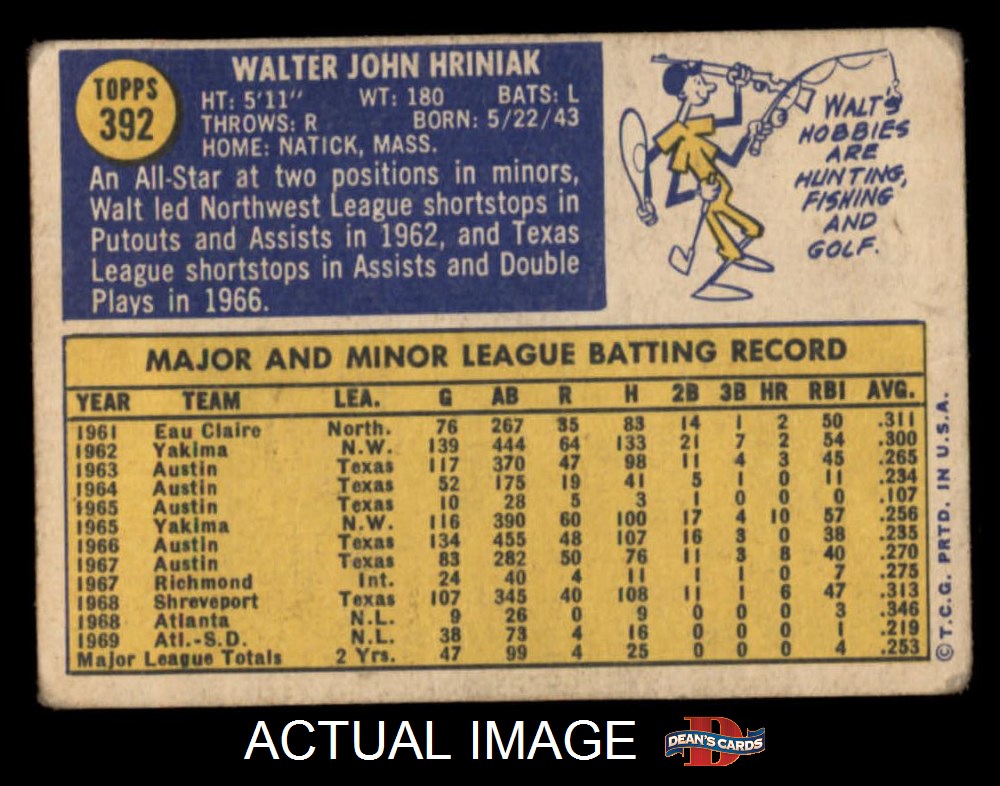 TOPPS
392
WALTER JOHN HRINIAK
HT: 5'11" WT: 180 BATS: L
THROWS: R BORN: 5/22/43
HOME: NATICK, MASS.
An All-Star at two positions in minors,
Walt led Northwest League shortstops in
Putouts and Assists in 1962, and Texas
League shortstops in Assists and Double
Plays in 1966.
WALT'S
HOBBIES
ARE
HUNTING,
FISHING
AND
GOLF.
MAJOR AND MINOR LEAGUE BATTING RECORD
YEAR TEAM LEA. G AB R H 2B 3B HR RBI AVG.
1961 Eau Claire North. 76 267 35 83 14 1 2 50 .311
1962 Yakima N.W. 139 444 64 133 21 7 2 54 .300
1963 Austin Texas 117 370 47 98 11 4 3 45 .265
1964 Austin Texas 52 175 19 41 5 1 0 11 .234
1965 Austin Texas 10 28 5 3 1 0 0 0 .107
1965 Yakima N.W. 116 390 60 100 17 4 10 57 .256
1966 Austin Texas 134 455 48 107 16 3 0 38 .235
1967 Austin Texas 83 282 50 76 11 3 8 40 .270
1967 Richmond Int. 24 40 4 11 1 1 0 7 .275
1968 Shreveport Texas 107 345 40 108 11 1 6 47 .313
1968 Atlanta N.L. 9 26 0 9 0 0 0 3 .346
1969 Atl.-S.D. N.L. 38 73 4 16 0 0 0 1 .219
Major League Totals 2 Yrs. 47 99 4 25 0 0 0 4 .253
© T.C.G. PRTD. IN U.S.A.
ACTUAL IMAGE
D
DEAN'S CARDS